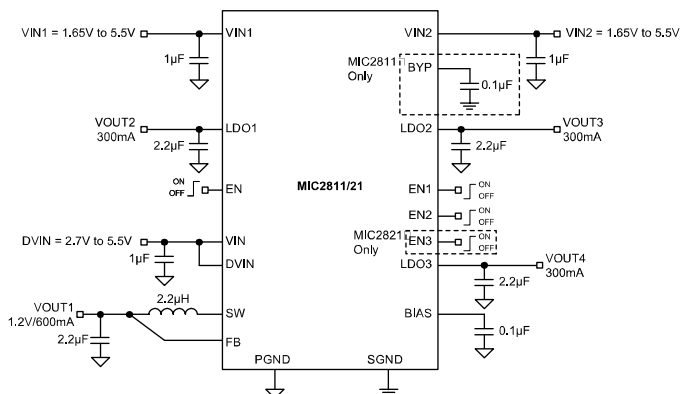 VIN1 = 1.65V to 5.5V
VIN1
1µF
VIN2
VIN2 = 1.65V to 5.5V
1µF
MIC2811
Only
BYP
0.1µF
VOUT2
300mA
LDO1
2.2µF
LDO2
VOUT3
300mA
2.2µF
MIC2811/21
ON
OFF
EN
EN1
ON
OFF
EN2
ON
OFF
MIC2821
Only
EN3
ON
OFF
DVIN = 2.7V to 5.5V
VIN
1µF
DVIN
LDO3
VOUT4
300mA
2.2µF
VOUT1
1.2V/600mA
2.2µH
SW
2.2µF
FB
BIAS
0.1µF
PGND
SGND